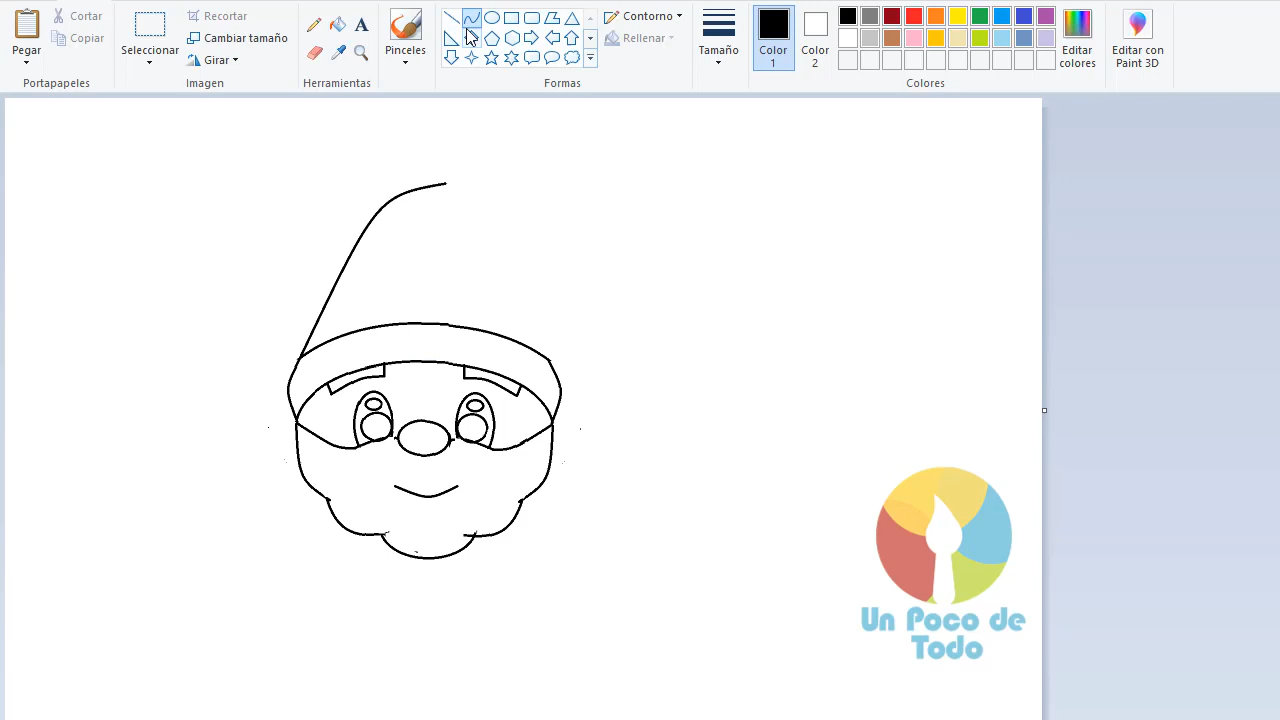 Pegar
Cortar
Copiar
Portapapeles
Seleccionar
Recortar
Cambiar tamaño
Girar
Imagen
A
Herramientas
Pinceles
Contorno
Rellenar
Formas
Tamaño
Color
1
Color
2
Editar
colores
Colores
Editar con
Paint 3D
Un Poco de
Todo